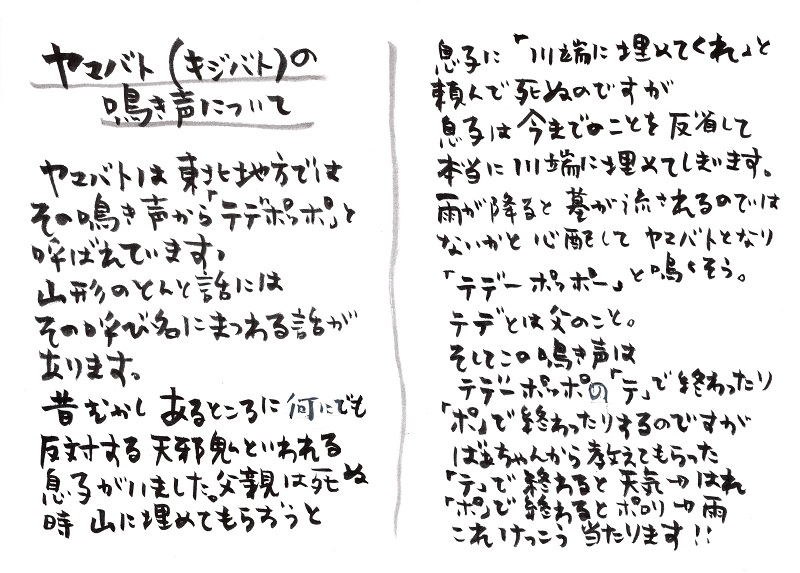 ヤマバト(キジバト)の
鳴き声について
ヤマバトは東北地方では
その鳴き声から「テデポッポ」と
呼ばれています。
山形のとんと話には
その呼び名にまつわる話が
あります。
昔むかし あるところに何にでも
反対する天邪鬼といわれる
息子がいました。父親は死ぬ
時 山に埋めてもらおうと
息子に「川端に埋めてくれ」と
頼んで死ぬのですが
息子は今までのことを反省して
本当に川端に埋めてしまいます。
雨が降ると墓が流されるのでは
ないかと心配してヤマバトとなり
「テデーポッポー」と鳴くそう。
テデとは父のこと。
そしてこの鳴き声は
テデーポッポの「テ」で終わったり
「ポ」で終わったりするのですが
ばあちゃんから教えてもらった
「テ」で終わると天気→はれ
「ポ」で終わるとポロリ→雨
これけっこう当たります!!